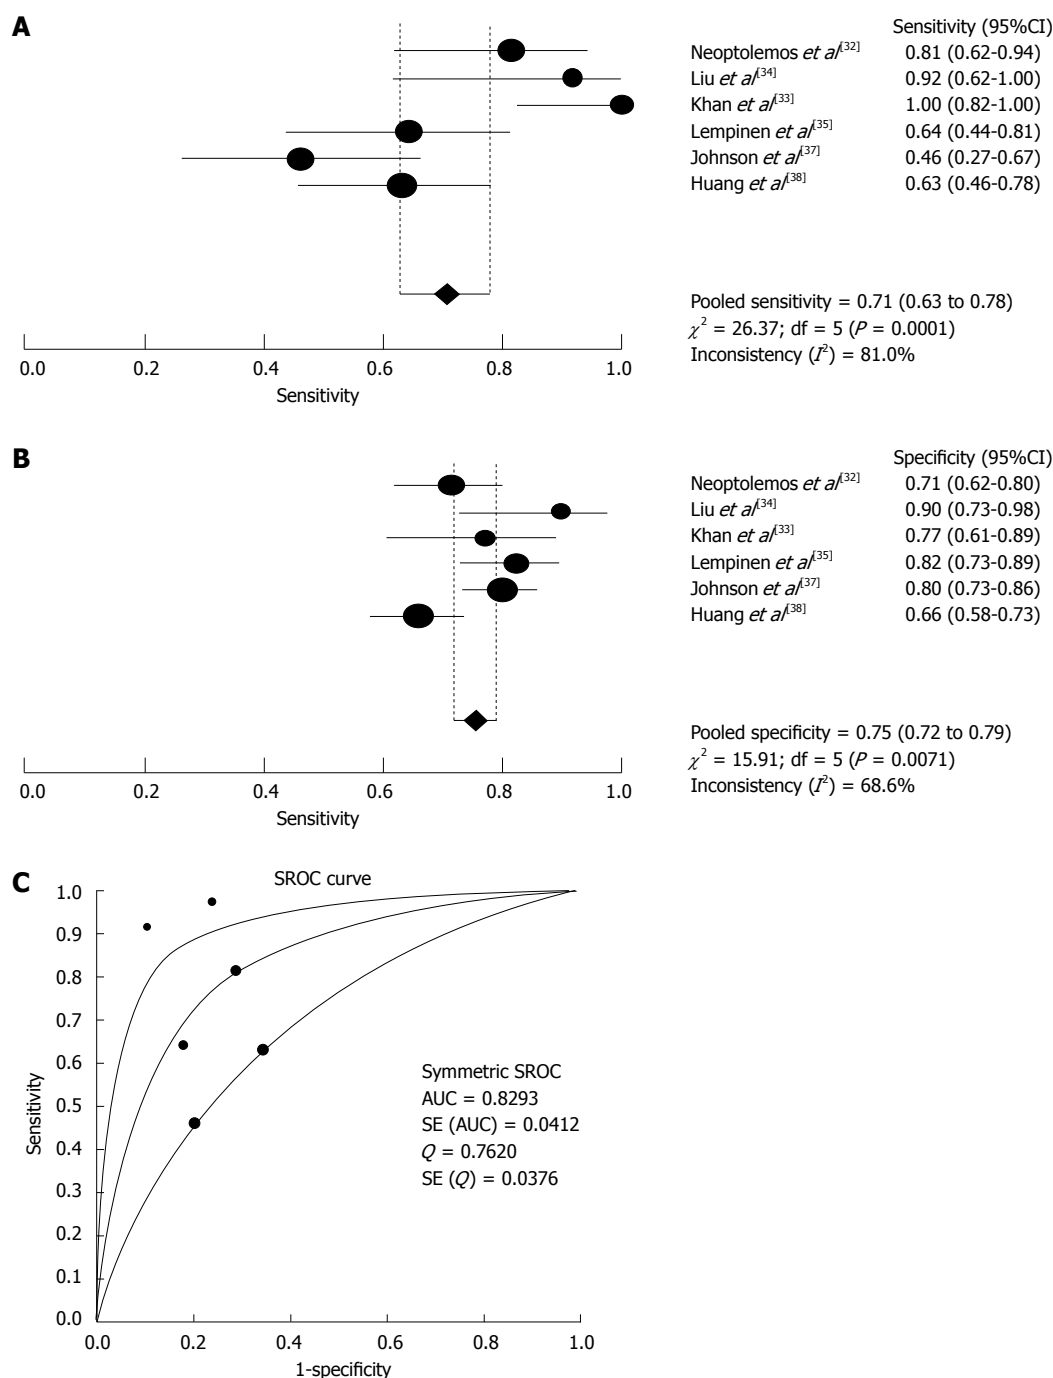 A
Sensitivity (95%CI)
Neoptolemos et al[32] 0.81 (0.62-0.94)
Liu et al[34] 0.92 (0.62-1.00)
Khan et al[33] 1.00 (0.82-1.00)
Lempinen et al[35] 0.64 (0.44-0.81)
Johnson et al[37] 0.46 (0.27-0.67)
Huang et al[38] 0.63 (0.46-0.78)
Pooled sensitivity = 0.71 (0.63 to 0.78)
χ2 = 26.37; df = 5 (P = 0.0001)
Inconsistency (I2) = 81.0%
0.0 0.2 0.4 0.6 0.8 1.0
Sensitivity
B
Specificity (95%CI)
Neoptolemos et al[32] 0.71 (0.62-0.80)
Liu et al[34] 0.90 (0.73-0.98)
Khan et al[33] 0.77 (0.61-0.89)
Lempinen et al[35] 0.82 (0.73-0.89)
Johnson et al[37] 0.80 (0.73-0.86)
Huang et al[38] 0.66 (0.58-0.73)
Pooled specificity = 0.75 (0.72 to 0.79)
χ2 = 15.91; df = 5 (P = 0.0071)
Inconsistency (I2) = 68.6%
0.0 0.2 0.4 0.6 0.8 1.0
Sensitivity
C
SROC curve
1.0
0.9
0.8
0.7
0.6
0.5
0.4
0.3
0.2
0.1
0.0
Sensitivity
Symmetric SROC
AUC = 0.8293
SE (AUC) = 0.0412
Q = 0.7620
SE (Q) = 0.0376
0.0 0.2 0.4 0.6 0.8 1.0
1-specificity